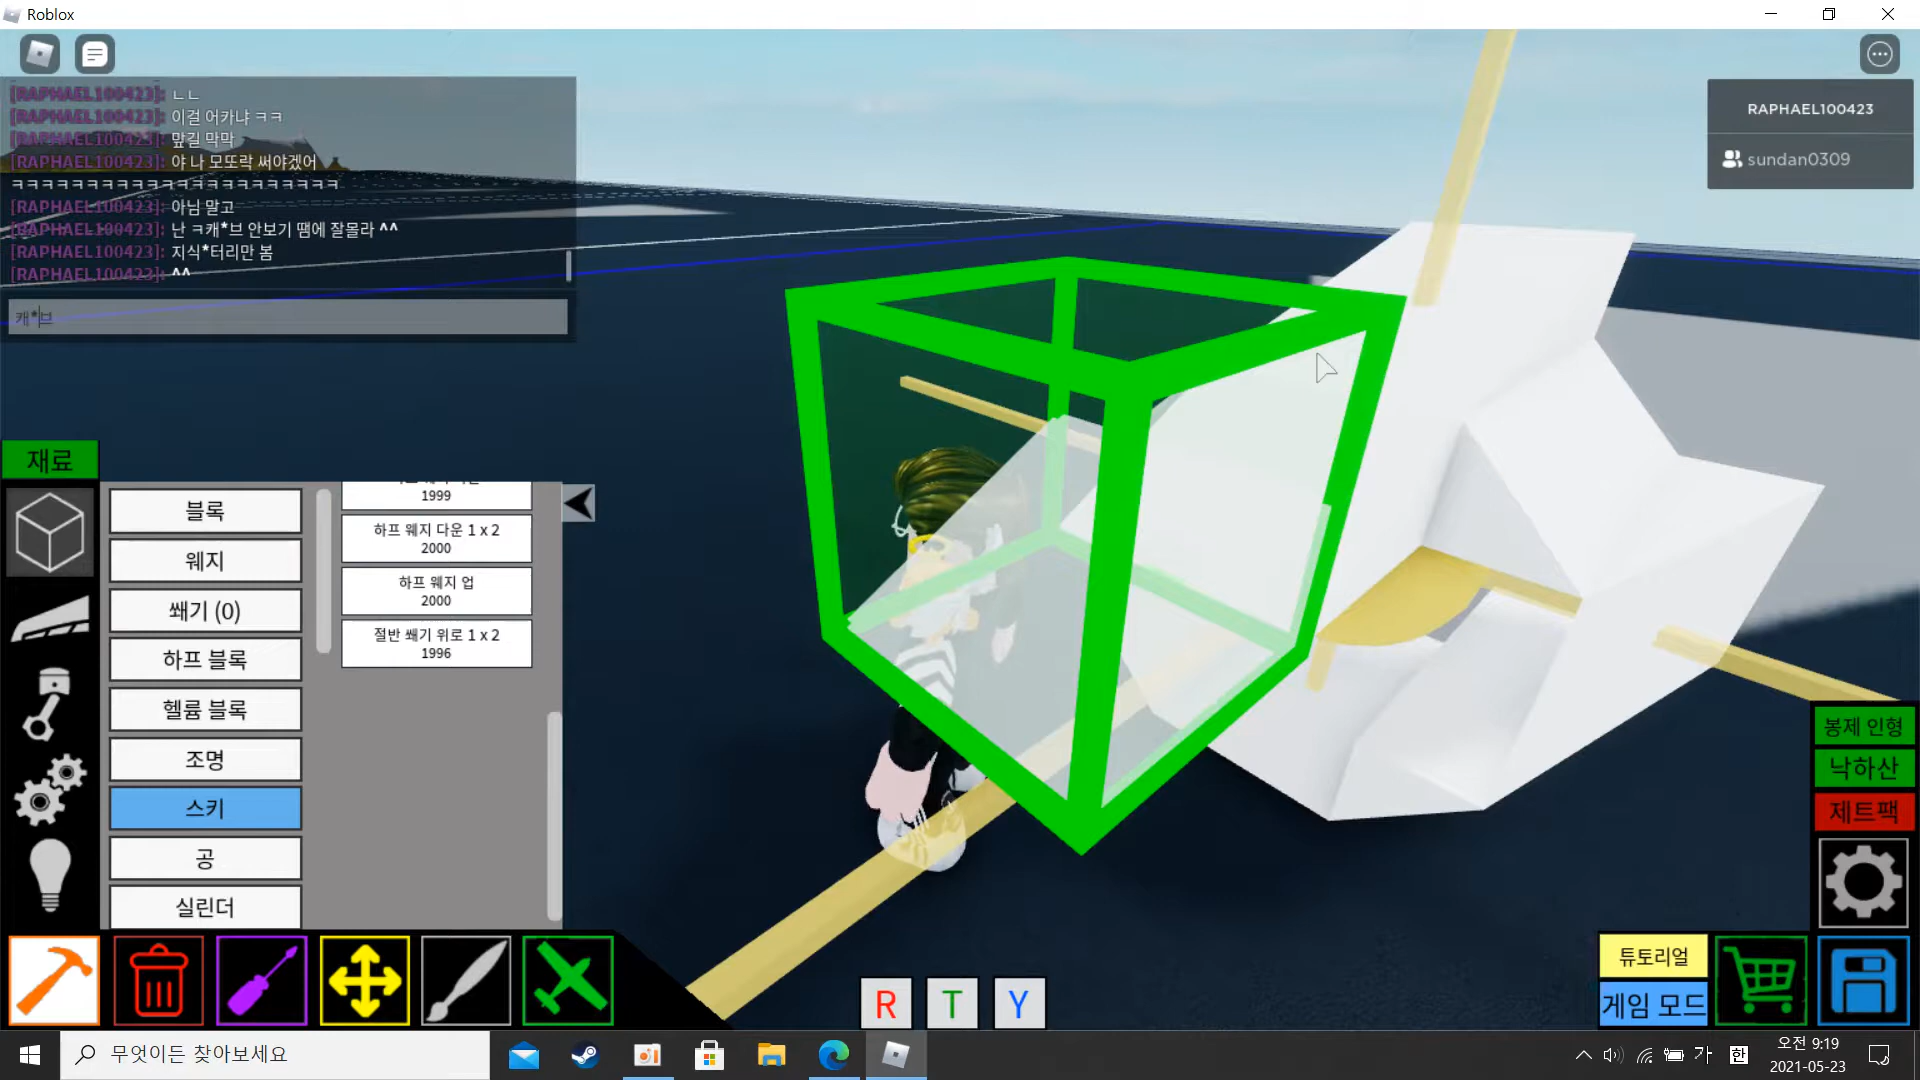 Roblox
[RAPHAEL100423]: ㄴㄴ
[RAPHAEL100423]: 이걸 어카냐 ㅋㅋ
[RAPHAEL100423]: 맢길 막막
[RAPHAEL100423]: 야 나 모또락 써야겠어
ㅋㅋㅋㅋㅋㅋㅋㅋㅋㅋㅋㅋㅋㅋㅋㅋㅋㅋㅋㅋㅋㅋ
[RAPHAEL100423]: 아님 말고
[RAPHAEL100423]: 난 ㅋ캐*브 안보기 땜에 잘몰라 ^^
[RAPHAEL100423]: 지식*터리만 봄
[RAPHAEL100423]: ^^
캐*브
RAPHAEL100423
sundan0309
재료
블록
웨지
쐐기 (0)
하프 블록
헬륨 블록
조명
스키
공
실린더
1999
하프 웨지 다운 1 x 2
2000
하프 웨지 업
2000
절반 쐐기 위로 1 x 2
1996
봉제 인형
낙하산
제트팩
튜토리얼
게임 모드
R
T
Y
무엇이든 찾아보세요
가
한
오전 9:19
2021-05-23